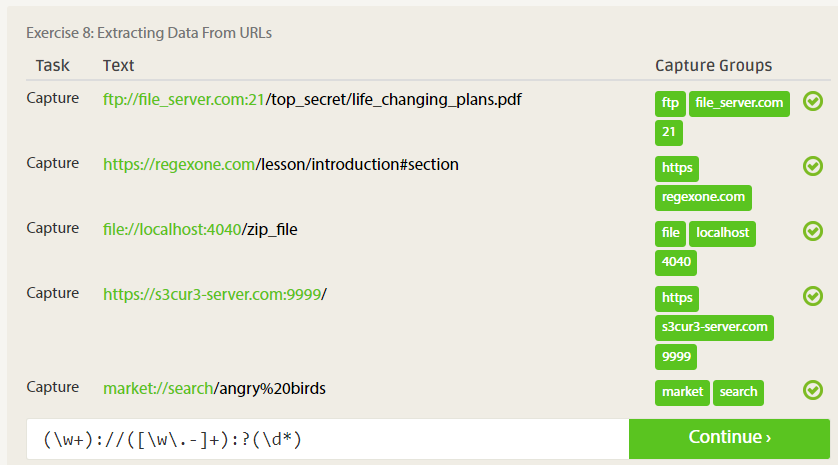 Exercise 8: Extracting Data From URLs
Task Text Capture Groups
Capture ftp://file_server.com:21/top_secret/life_changing_plans.pdf ftp file_server.com
21
Capture https://regexone.com/lesson/introduction#section https
regexone.com
Capture file://localhost:4040/zip_file file localhost
4040
Capture https://s3cur3-server.com:9999/ https
s3cur3-server.com
9999
Capture market://search/angry%20birds market search
(\w+)://([\w\.-]+):?(\d*) Continue ›